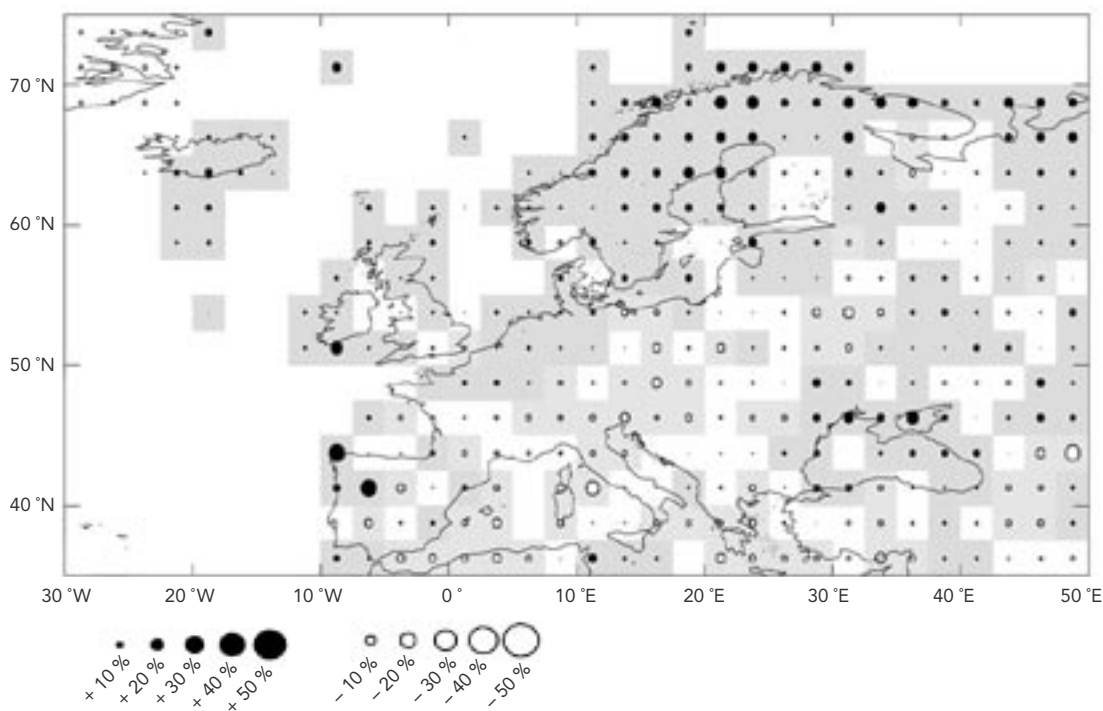 70 °N
60 °N
50 °N
40 °N
30 °W 20 °W 10 °W 0 ° 10 °E 20 °E 30 °E 40 °E 50 °E
+ 10 % + 20 % + 30 % + 40 % + 50 % – 10 % – 20 % – 30 % – 40 % – 50 %